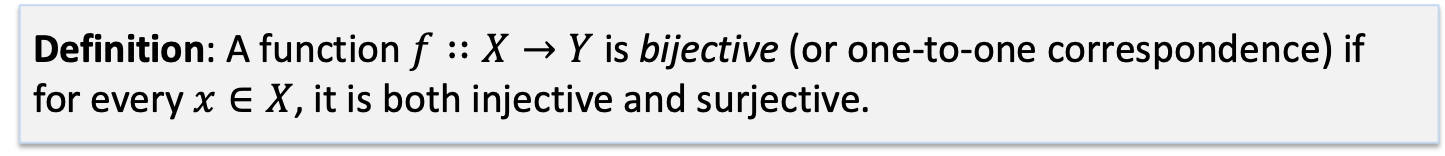 Definition: A function 𝑓 ∷ 𝑋 → 𝑌 is bijective (or one-to-one correspondence) if
for every 𝑥 ∈ 𝑋, it is both injective and surjective.